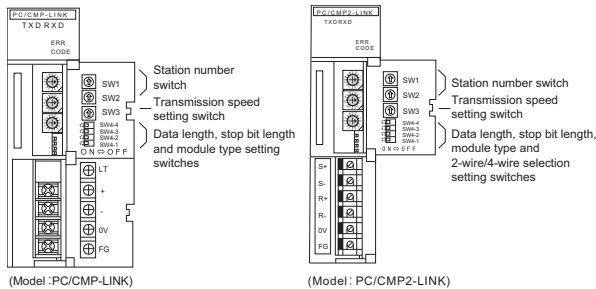 PC/CMP-LINK
TXD RXD
ERR
CODE
SW1
SW2
SW3
SW4-4
SW4-3
SW4-2
SW4-1
ON⇔OFF
LT
+
-
0V
FG
Station number
switch
Transmission speed
setting switch
Data length, stop bit length
and module type setting
switches
(Model :PC/CMP-LINK)
PC/CMP2-LINK
TXD RXD
ERR
CODE
SW1
SW2
SW3
SW4-4
SW4-3
SW4-2
SW4-1
ON⇔OFF
S+
S-
R+
R-
0V
FG
Station number switch
Transmission speed
setting switch
Data length, stop bit length,
module type and
2-wire/4-wire selection
setting switches
(Model : PC/CMP2-LINK)